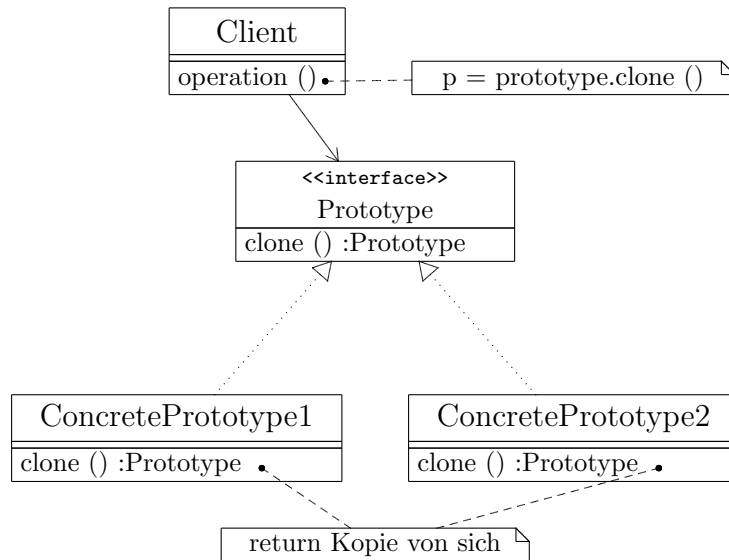 Client
operation ()
p = prototype.clone ()
<<interface>>
Prototype
clone () :Prototype
ConcretePrototype1
clone () :Prototype
ConcretePrototype2
clone () :Prototype
return Kopie von sich